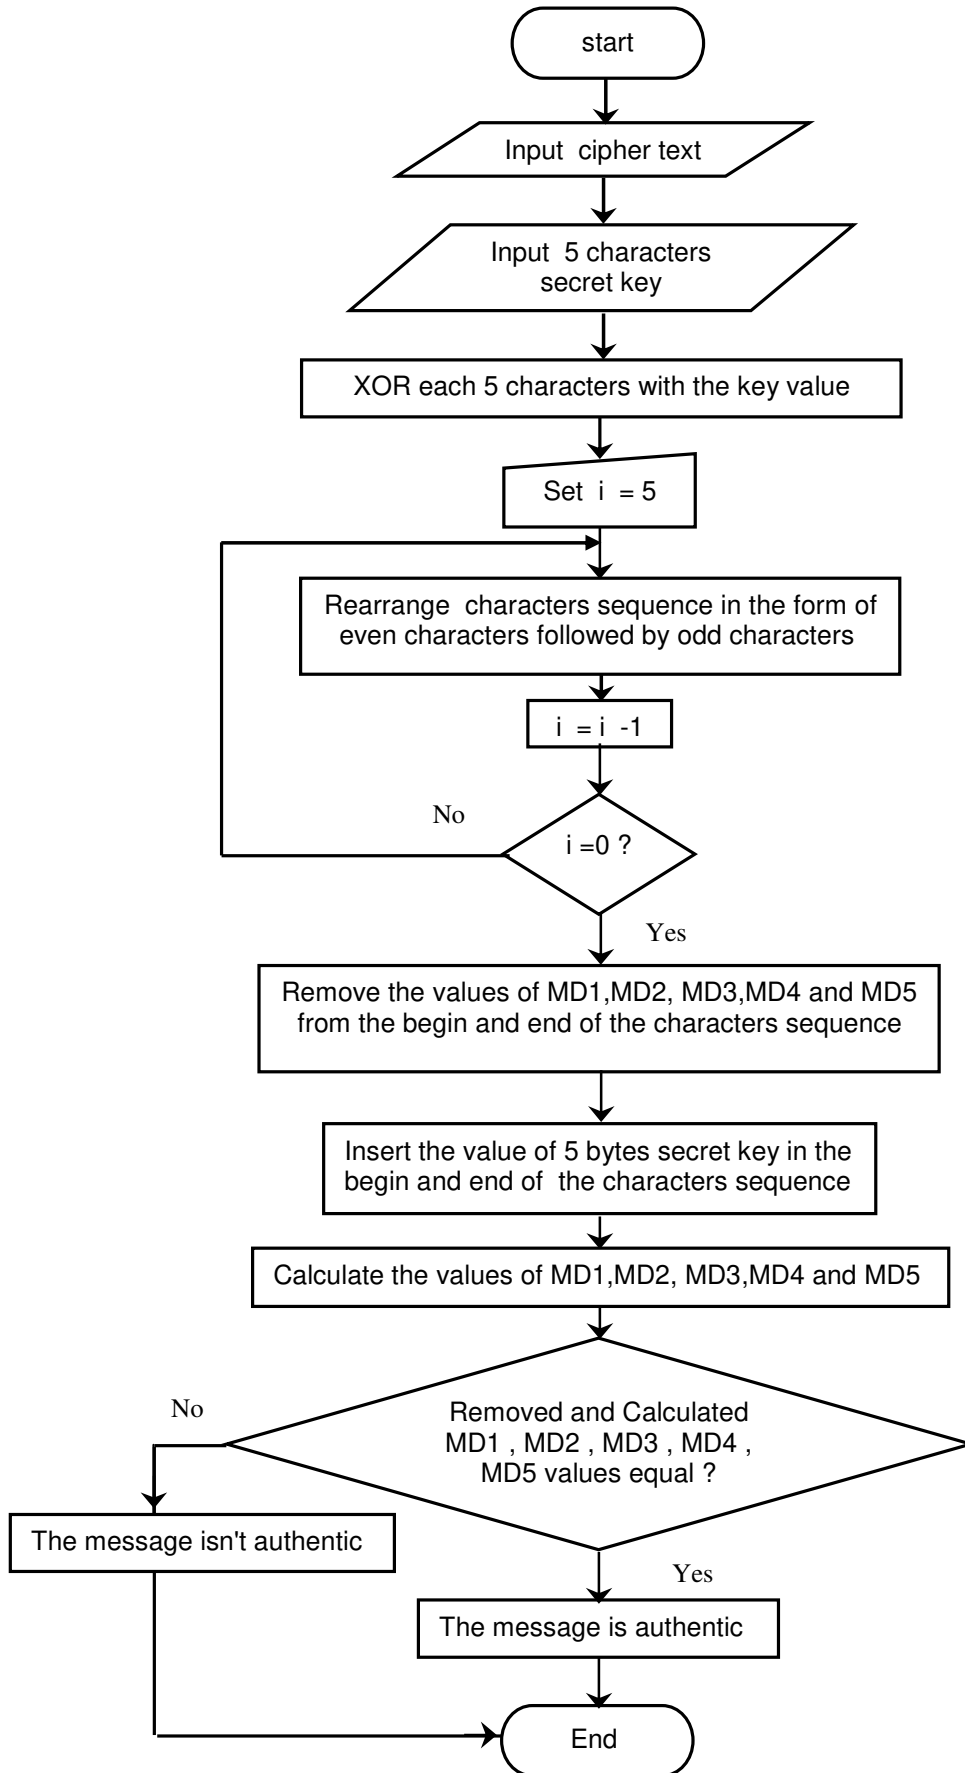 start
Input cipher text
Input 5 characters
secret key
XOR each 5 characters with the key value
Set i = 5
Rearrange characters sequence in the form of
even characters followed by odd characters
i = i -1
No
i =0 ?
Yes
Remove the values of MD1,MD2, MD3,MD4 and MD5
from the begin and end of the characters sequence
Insert the value of 5 bytes secret key in the
begin and end of the characters sequence
Calculate the values of MD1,MD2, MD3,MD4 and MD5
No
Removed and Calculated
MD1 , MD2 , MD3 , MD4 ,
MD5 values equal ?
The message isn't authentic
Yes
The message is authentic
End